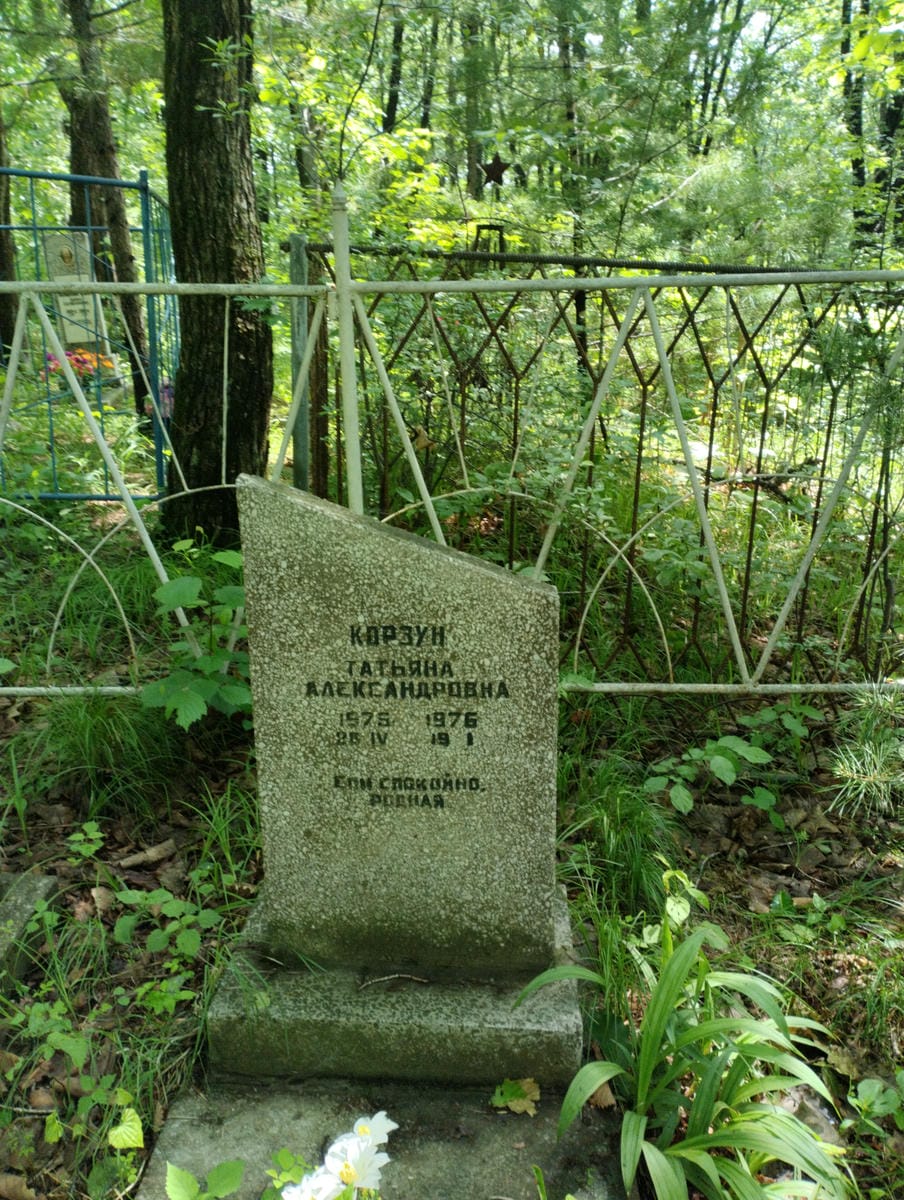 КОРЗУН
ТАТЬЯНА
АЛЕКСАНДРОВНА
1975 1976
26 IV 19 I
Спи спокойно,
родная